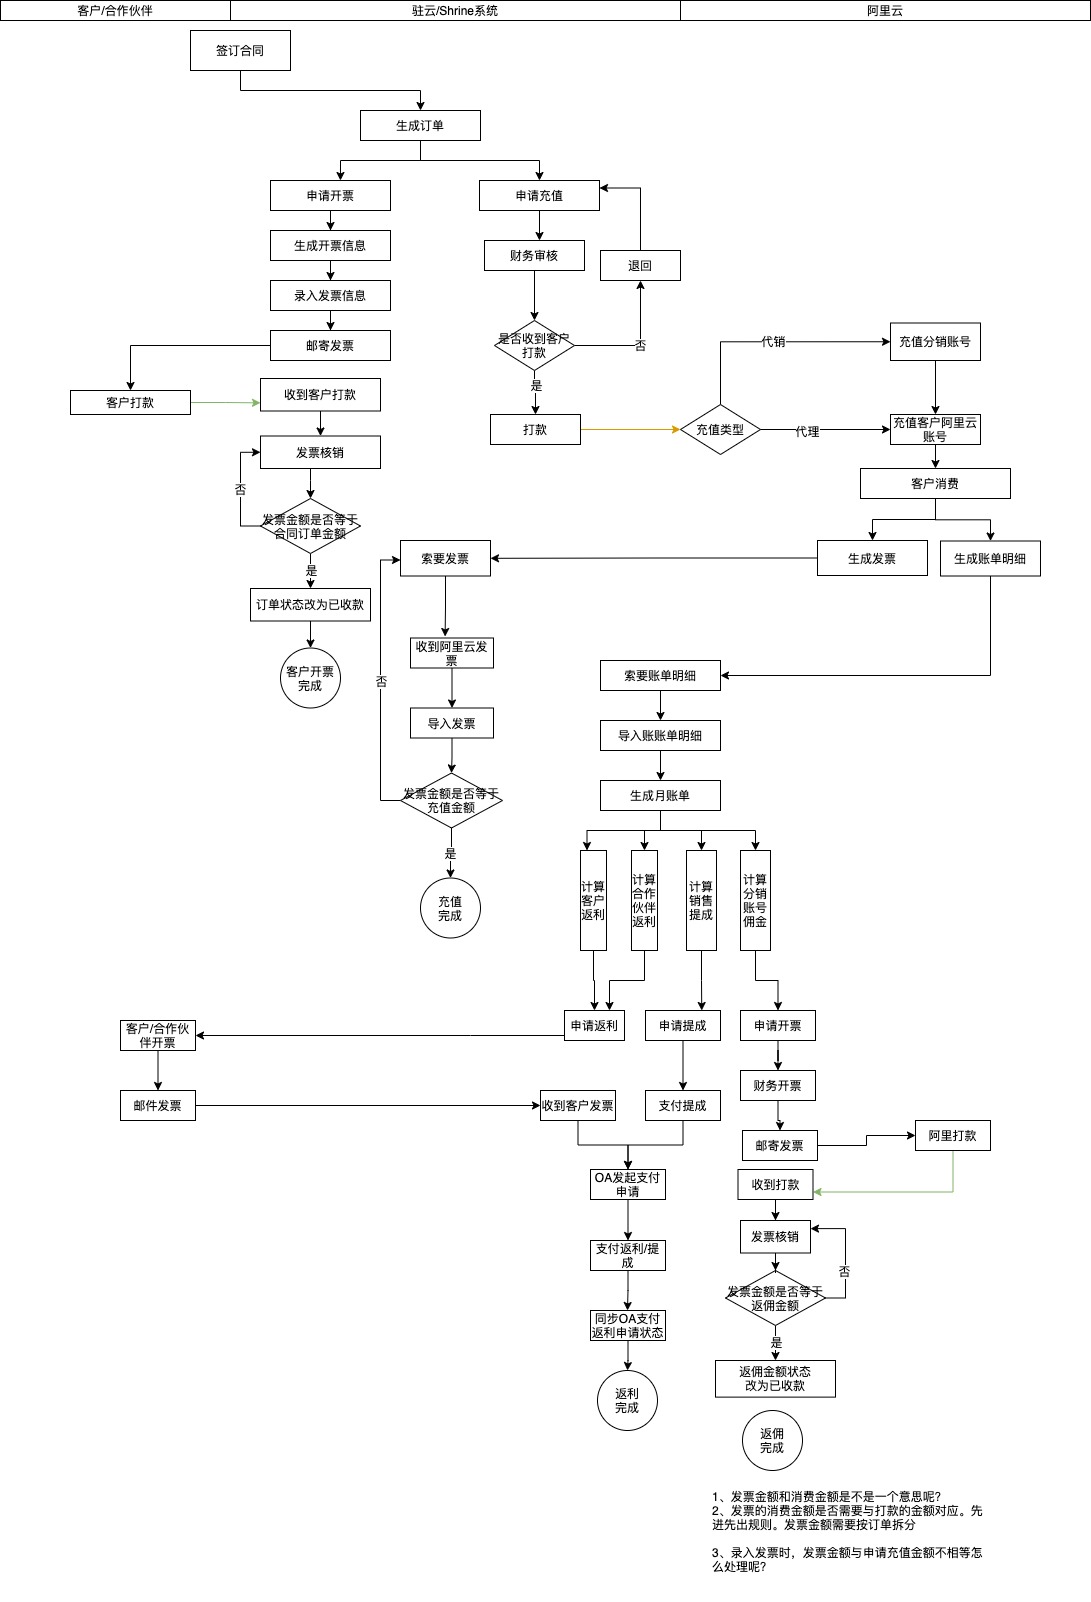 客户/合作伙伴
驻云/Shrine系统
阿里云
签订合同
生成订单
申请开票
申请充值
生成开票信息
财务审核
退回
录入发票信息
邮寄发票
是否收到客户
打款
否
代销
充值分销账号
是
客户打款
收到客户打款
打款
充值类型
代理
充值客户阿里云
账号
发票核销
否
客户消费
发票金额是否等于
合同订单金额
是
索要发票
生成发票
生成账单明细
订单状态改为已收款
收到阿里云发
票
客户开票
完成
否
索要账单明细
导入发票
导入账账单明细
发票金额是否等于
充值金额
生成月账单
是
充值
完成
计算
客户
返利
计算
合作
伙伴
返利
计算
销售
提成
计算
分销
账号
佣金
申请返利
申请提成
申请开票
客户/合作伙
伴开票
财务开票
邮件发票
收到客户发票
支付提成
邮寄发票
阿里打款
OA发起支付
申请
收到打款
发票核销
支付返利/提
成
否
发票金额是否等于
返佣金额
同步OA支付
返利申请状态
是
返利
完成
返佣金额状态
改为已收款
返佣
完成
1、发票金额和消费金额是不是一个意思呢？
2、发票的消费金额是否需要与打款的金额对应。先
进先出规则。发票金额需要按订单拆分
3、录入发票时，发票金额与申请充值金额不相等怎
么处理呢？